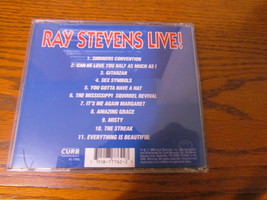 RAY STEVENS LIVE!
1. SHRINERS CONVENTION
2. CAN HE LOVE YOU HALF AS MUCH AS I
3. GITARZAN
4. SEX SYMBOLS
5. YOU GOTTA HAVE A HAT
6. THE MISSISSIPPI SQUIRREL REVIVAL
7. IT'S ME AGAIN MARGARET
8. AMAZING GRACE
9. MISTY
10. THE STREAK
11. EVERYTHING IS BEAUTIFUL
CURB